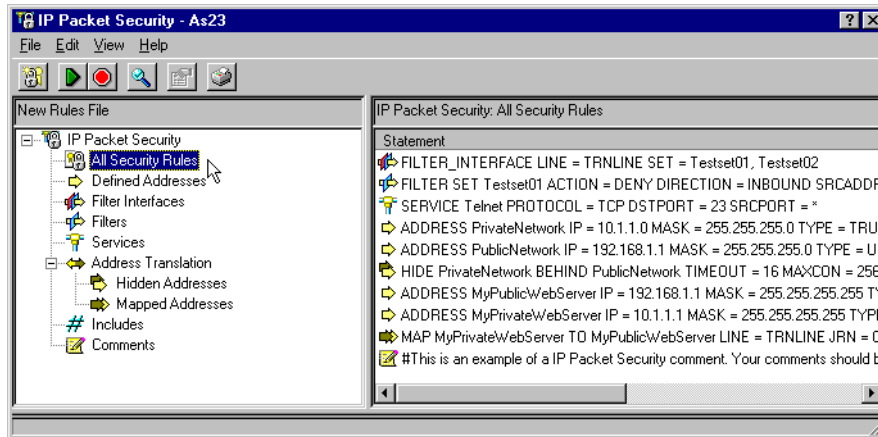 IP Packet Security - As23
File Edit View Help
New Rules File
IP Packet Security
All Security Rules
Defined Addresses
Filter Interfaces
Filters
Services
Address Translation
Hidden Addresses
Mapped Addresses
Includes
Comments
IP Packet Security: All Security Rules
Statement
FILTER_INTERFACE LINE = TRNLINE SET = Testset01, Testset02
FILTER SET Testset01 ACTION = DENY DIRECTION = INBOUND SRCADDR
SERVICE Telnet PROTOCOL = TCP DSTPORT = 23 SRCPORT = *
ADDRESS PrivateNetwork IP = 10.1.1.0 MASK = 255.255.255.0 TYPE = TRU
ADDRESS PublicNetwork IP = 192.168.1.1 MASK = 255.255.255.0 TYPE = U
HIDE PrivateNetwork BEHIND PublicNetwork TIMEOUT = 16 MAXCON = 256
ADDRESS MyPublicWebServer IP = 192.168.1.1 MASK = 255.255.255.255 TY
ADDRESS MyPrivateWebServer IP = 10.1.1.1 MASK = 255.255.255.255 TYPE
MAP MyPrivateWebServer TO MyPublicWebServer LINE = TRNLINE JRN =
#This is an example of a IP Packet Security comment. Your comments should